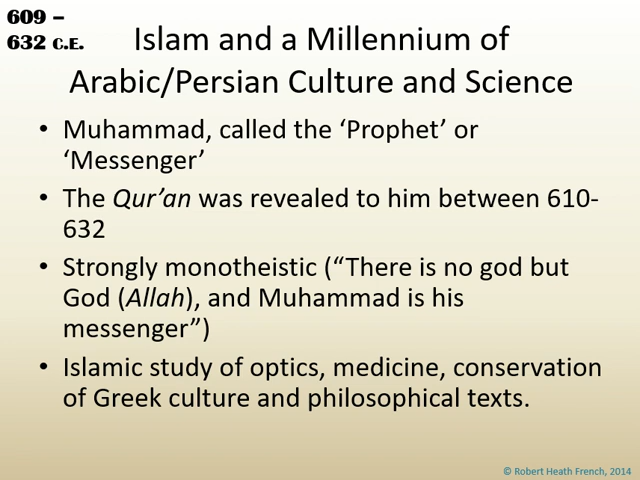 609 –
632 C.E.
Islam and a Millennium of
Arabic/Persian Culture and Science
• Muhammad, called the ‘Prophet’ or
‘Messenger’
• The Qur’an was revealed to him between 610-
632
• Strongly monotheistic (“There is no god but
God (Allah), and Muhammad is his
messenger”)
• Islamic study of optics, medicine, conservation
of Greek culture and philosophical texts.
© Robert Heath French, 2014